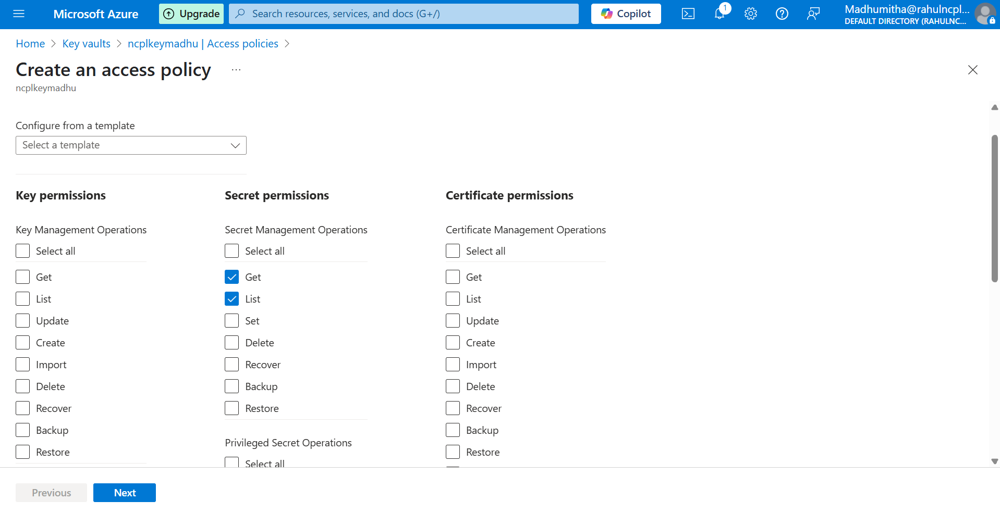 Microsoft Azure
Upgrade
Search resources, services, and docs (G+/)
Copilot
1
Madhumitha@rahulncpl...
DEFAULT DIRECTORY (RAHULNC...
Home > Key vaults > ncplkeymadhu | Access policies >
Create an access policy ...
ncplkeymadhu
Configure from a template
Select a template
Key permissions
Key Management Operations
Select all
Get
List
Update
Create
Import
Delete
Recover
Backup
Restore
Secret permissions
Secret Management Operations
Select all
Get
List
Set
Delete
Recover
Backup
Restore
Privileged Secret Operations
Select all
Certificate permissions
Certificate Management Operations
Select all
Get
List
Update
Create
Import
Delete
Recover
Backup
Restore
Previous
Next